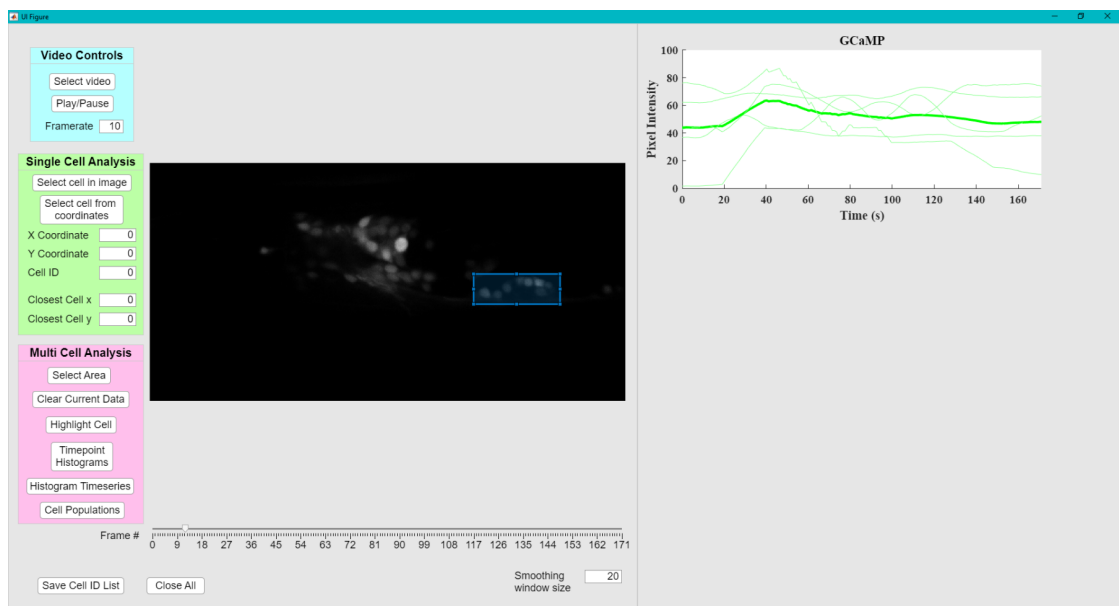 UI Figure
Video Controls
Select video
Play/Pause
Framerate 10
Single Cell Analysis
Select cell in image
Select cell from
coordinates
X Coordinate 0
Y Coordinate 0
Cell ID 0
Closest Cell x 0
Closest Cell y 0
Multi Cell Analysis
Select Area
Clear Current Data
Highlight Cell
Timepoint
Histograms
Histogram Timeseries
Cell Populations
Frame #
0 9 18 27 36 45 54 63 72 81 90 99 108 117 126 135 144 153 162 171
Save Cell ID List
Close All
Smoothing
window size
20
GCaMP
Pixel Intensity
100
80
60
40
20
0
0 20 40 60 80 100 120 140 160
Time (s)